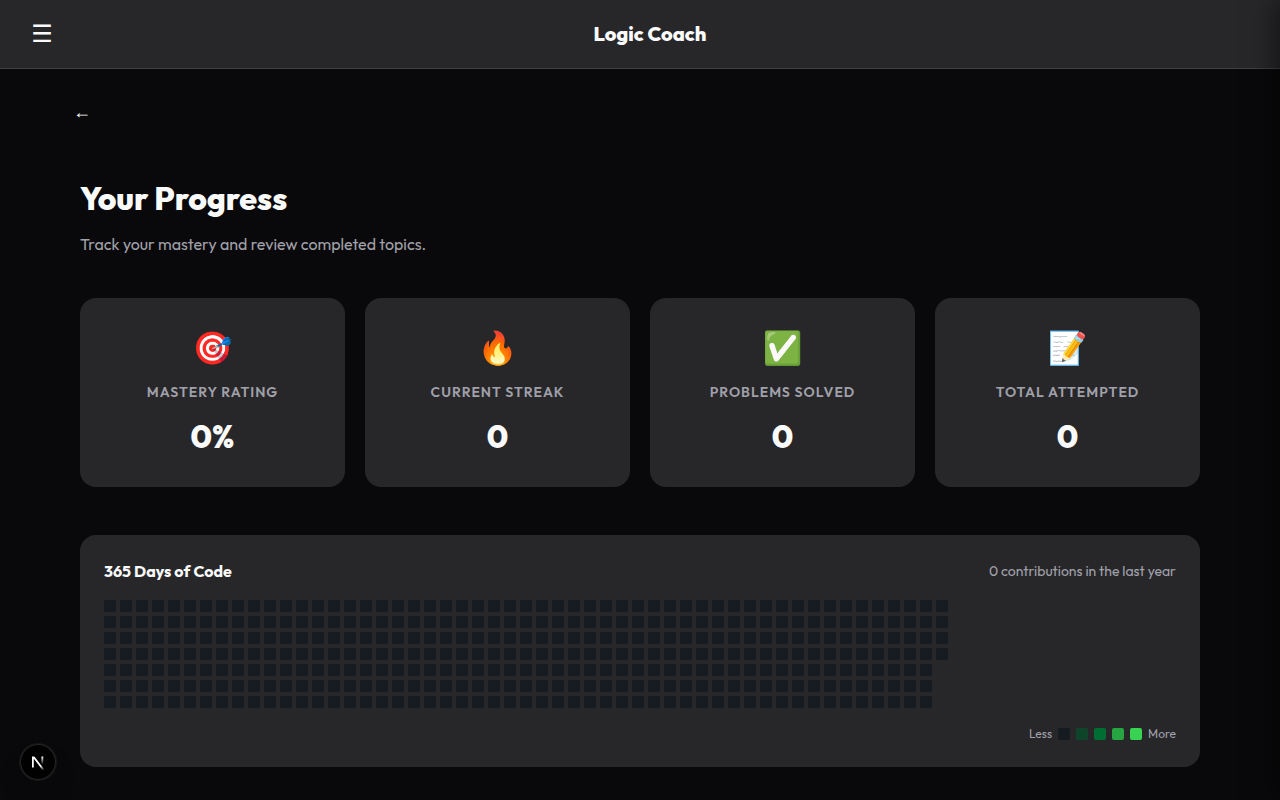 ☰ Logic Coach
←
Your Progress
Track your mastery and review completed topics.
MASTERY RATING
0%
CURRENT STREAK
0
PROBLEMS SOLVED
0
TOTAL ATTEMPTED
0
365 Days of Code
0 contributions in the last year
Less
More
N